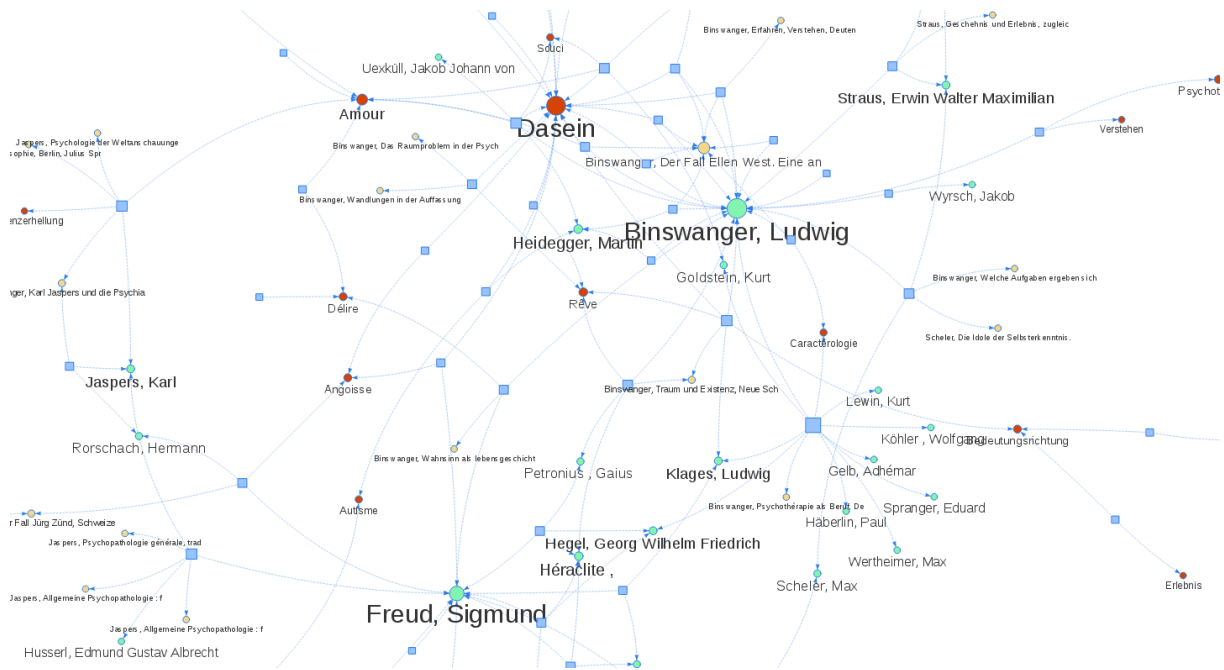 Straus, Geschehnis und Erlebnis, zugleic
Binswanger, Erfahren, Verstehen, Deuten
Souci
Uexküll, Jakob Johann von
Psychot
Straus, Erwin Walter Maximilian
Amour
Dasein
Verstehen
Jaspers, Psychologie der Weltans chauunge
sophie, Berlin, Julius Spr
Binswanger, Das Raumproblem in der Psych
Binswanger, Der Fall Ellen West. Eine an
Binswanger, Wandlungen in der Auffassung
Wyrsch, Jakob
enzerhellung
Binswanger, Ludwig
Heidegger, Martin
Goldstein, Kurt
Binswanger, Welche Aufgaben ergeben sich
nger, Karl Jaspers und die Psychia
Délire
Rêve
Scheler, Die Idole der Selbsterkenntnis.
Caractérologie
Jaspers, Karl
Angoisse
Binswanger, Traum und Existenz, Neue Sch
Lewin, Kurt
Köhler , Wolfgang
Bedeutungsrichtung
Rorschach, Hermann
Binswanger, Wahnsinn als lebensgeschicht
Petronius , Gaius
Klages, Ludwig
Gelb, Adhémar
Binswanger, Psychothérapie als Beruf, De
Spranger, Eduard
Autisme
Häberlin, Paul
r Fall Jürg Zünd, Schweize
Jaspers, Psychopathologie générale, trad
Hegel, Georg Wilhelm Friedrich
Wertheimer, Max
Héraclite ,
Scheler, Max
Erlebnis
Jaspers, Allgemeine Psychopathologie : f
Freud, Sigmund
Jaspers, Allgemeine Psychopathologie : f
Husserl, Edmund Gustav Albrecht